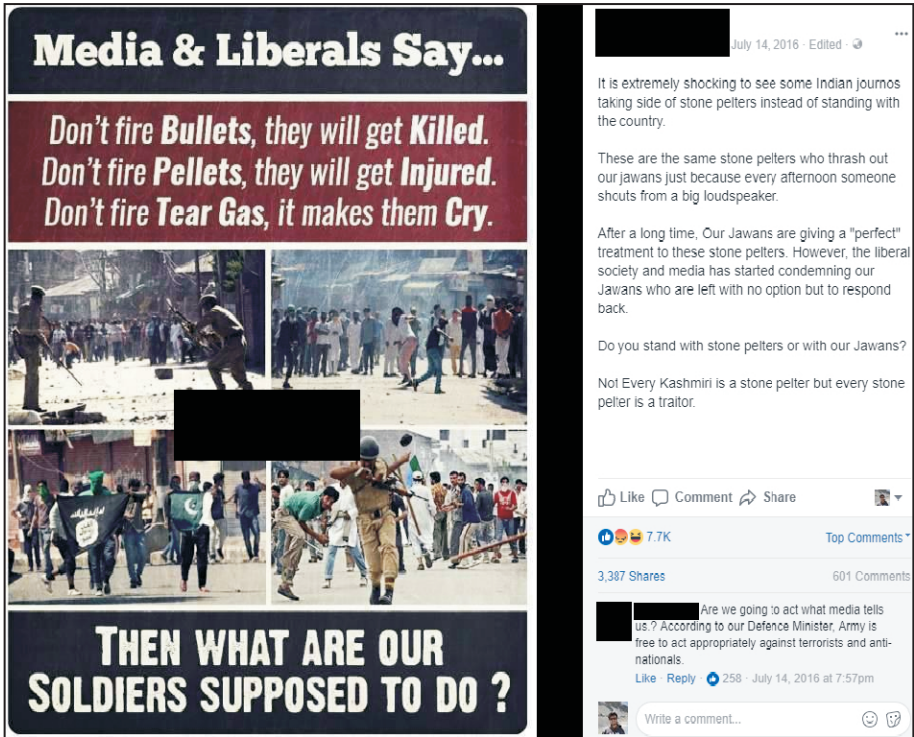 Media & Liberals Say...
Don't fire Bullets, they will get Killed.
Don't fire Pellets, they will get Injured.
Don't fire Tear Gas, it makes them Cry.
THEN WHAT ARE OUR
SOLDIERS SUPPOSED TO DO ?
July 14, 2016 · Edited ·
It is extremely shocking to see some Indian journos
taking side of stone pelters instead of standing with
the country.
These are the same stone pelters who thrash out
our jawans just because every afternoon someone
shouts from a big loudspeaker.
After a long time, Our Jawans are giving a "perfect"
treatment to these stone pelters. However, the liberal
society and media has started condemning our
Jawans who are left with no option but to respond
back.
Do you stand with stone pelters or with our Jawans?
Not Every Kashmiri is a stone pelter but every stone
pelter is a traitor.
Like Comment Share
7.7K Top Comments
3,387 Shares 601 Comments
Are we going to act what media tells
us.? According to our Defence Minister, Army is
free to act appropriately against terrorists and anti-
nationals.
Like · Reply · 258 · July 14, 2016 at 7:57pm
Write a comment...